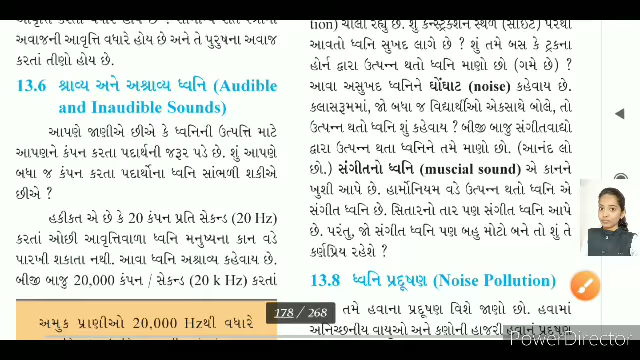 આવૃત્તિ કરતાં વધારે હોય છે ? સામાન્ય રીતે સ્ત્રીના
અવાજની આવૃત્તિ વધારે હોય છે અને તે પુરુષના અવાજ
કરતાં તીણો હોય છે.
13.6 શ્રાવ્ય અને અશ્રાવ્ય ધ્વનિ (Audible
and Inaudible Sounds)
આપણે જાણીએ છીએ કે ધ્વનિની ઉત્પત્તિ માટે
આપણને કંપન કરતા પદાર્થની જરૂર પડે છે. શું આપણે
બધા જ કંપન કરતા પદાર્થોના ધ્વનિ સાંભળી શકીએ
છીએ ?
હકીકત એ છે કે 20 કંપન પ્રતિ સેકન્ડ (20 Hz)
કરતાં ઓછી આવૃત્તિવાળા ધ્વનિ મનુષ્યના કાન વડે
પારખી શકાતા નથી. આવા ધ્વનિ અશ્રાવ્ય કહેવાય છે.
બીજી બાજુ 20,000 કંપન / સેકન્ડ (20 k Hz) કરતાં
અમુક પ્રાણીઓ 20,000 Hzથી વધારે
tion) ચાલી રહ્યું છે. શું કન્સ્ટ્રક્શન સ્થળ (સાઇટ) પરથી
આવતો ધ્વનિ સુખદ લાગે છે ? શું તમે બસ કે ટ્રકના
હોર્ન દ્વારા ઉત્પન્ન થતો ધ્વનિ માણો છો (ગમે છે) ?
આવા અસુખદ ધ્વનિને ઘોંઘાટ (noise) કહેવાય છે.
ક્લાસરૂમમાં, જો બધા જ વિદ્યાર્થીઓ એકસાથે બોલે, તો
ઉત્પન્ન થતો ધ્વનિ શું કહેવાય ? બીજી બાજુ સંગીતવાદ્યો
દ્વારા ઉત્પન્ન થતા ધ્વનિને તમે માણો છો. (આનંદ લો
છો.) સંગીતનો ધ્વનિ (muscial sound) એ કાનને
ખુશી આપે છે. હાર્મોનિયમ વડે ઉત્પન્ન થતો ધ્વનિ એ
સંગીત ધ્વનિ છે. સિતારનો તાર પણ સંગીત ધ્વનિ આપે
છે. પરંતુ, જો સંગીત ધ્વનિ પણ બહુ મોટો બને તો શું તે
કર્ણપ્રિય રહેશે ?
13.8 ધ્વનિ પ્રદૂષણ (Noise Pollution)
તમે હવાના પ્રદૂષણ વિશે જાણો છો. હવામાં
અનિચ્છનીય વાયુઓ અને કણોની હાજરી હવાનું પ્રદૂષણ
178 / 268
PowerDirector